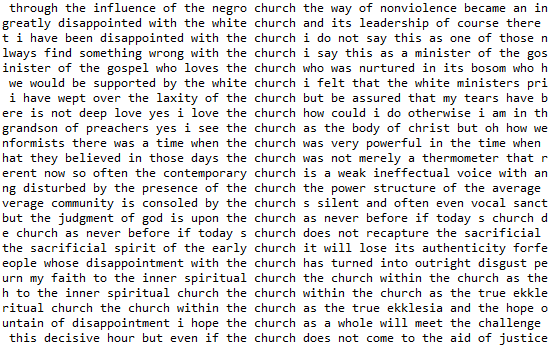 through the influence of the negro church the way of nonviolence became an in
greatly disappointed with the white church and its leadership of course there
t i have been disappointed with the church i do not say this as one of those n
lways find something wrong with the church i say this as a minister of the gos
inister of the gospel who loves the church who was nurtured in its bosom who h
we would be supported by the white church i felt that the white ministers pri
i have wept over the laxity of the church but be assured that my tears have b
ere is not deep love yes i love the church how could i do otherwise i am in th
grandson of preachers yes i see the church as the body of christ but oh how we
nformists there was a time when the church was very powerful in the time when
hat they believed in those days the church was not merely a thermometer that r
erent now so often the contemporary church is a weak ineffectual voice with an
ng disturbed by the presence of the church the power structure of the average
verage community is consoled by the church s silent and often even vocal sanct
but the judgment of god is upon the church as never before if today s church d
e church as never before if today s church does not recapture the sacrificial
the sacrificial spirit of the early church it will lose its authenticity forfe
eople whose disappointment with the church has turned into outright disgust pe
urn my faith to the inner spiritual church the church within the church as the
h to the inner spiritual church the church within the church as the true ekkle
ritual church the church within the church as the true ekklesia and the hope o
untain of disappointment i hope the church as a whole will meet the challenge
this decisive hour but even if the church does not come to the aid of justice